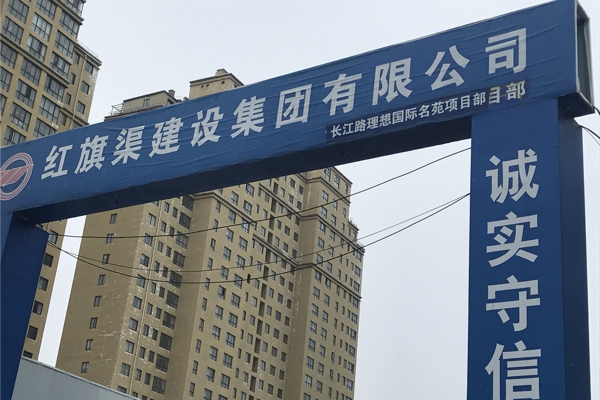 红旗渠建设集团有限公司
长江路理想国际名苑项目部目部
诚实守信